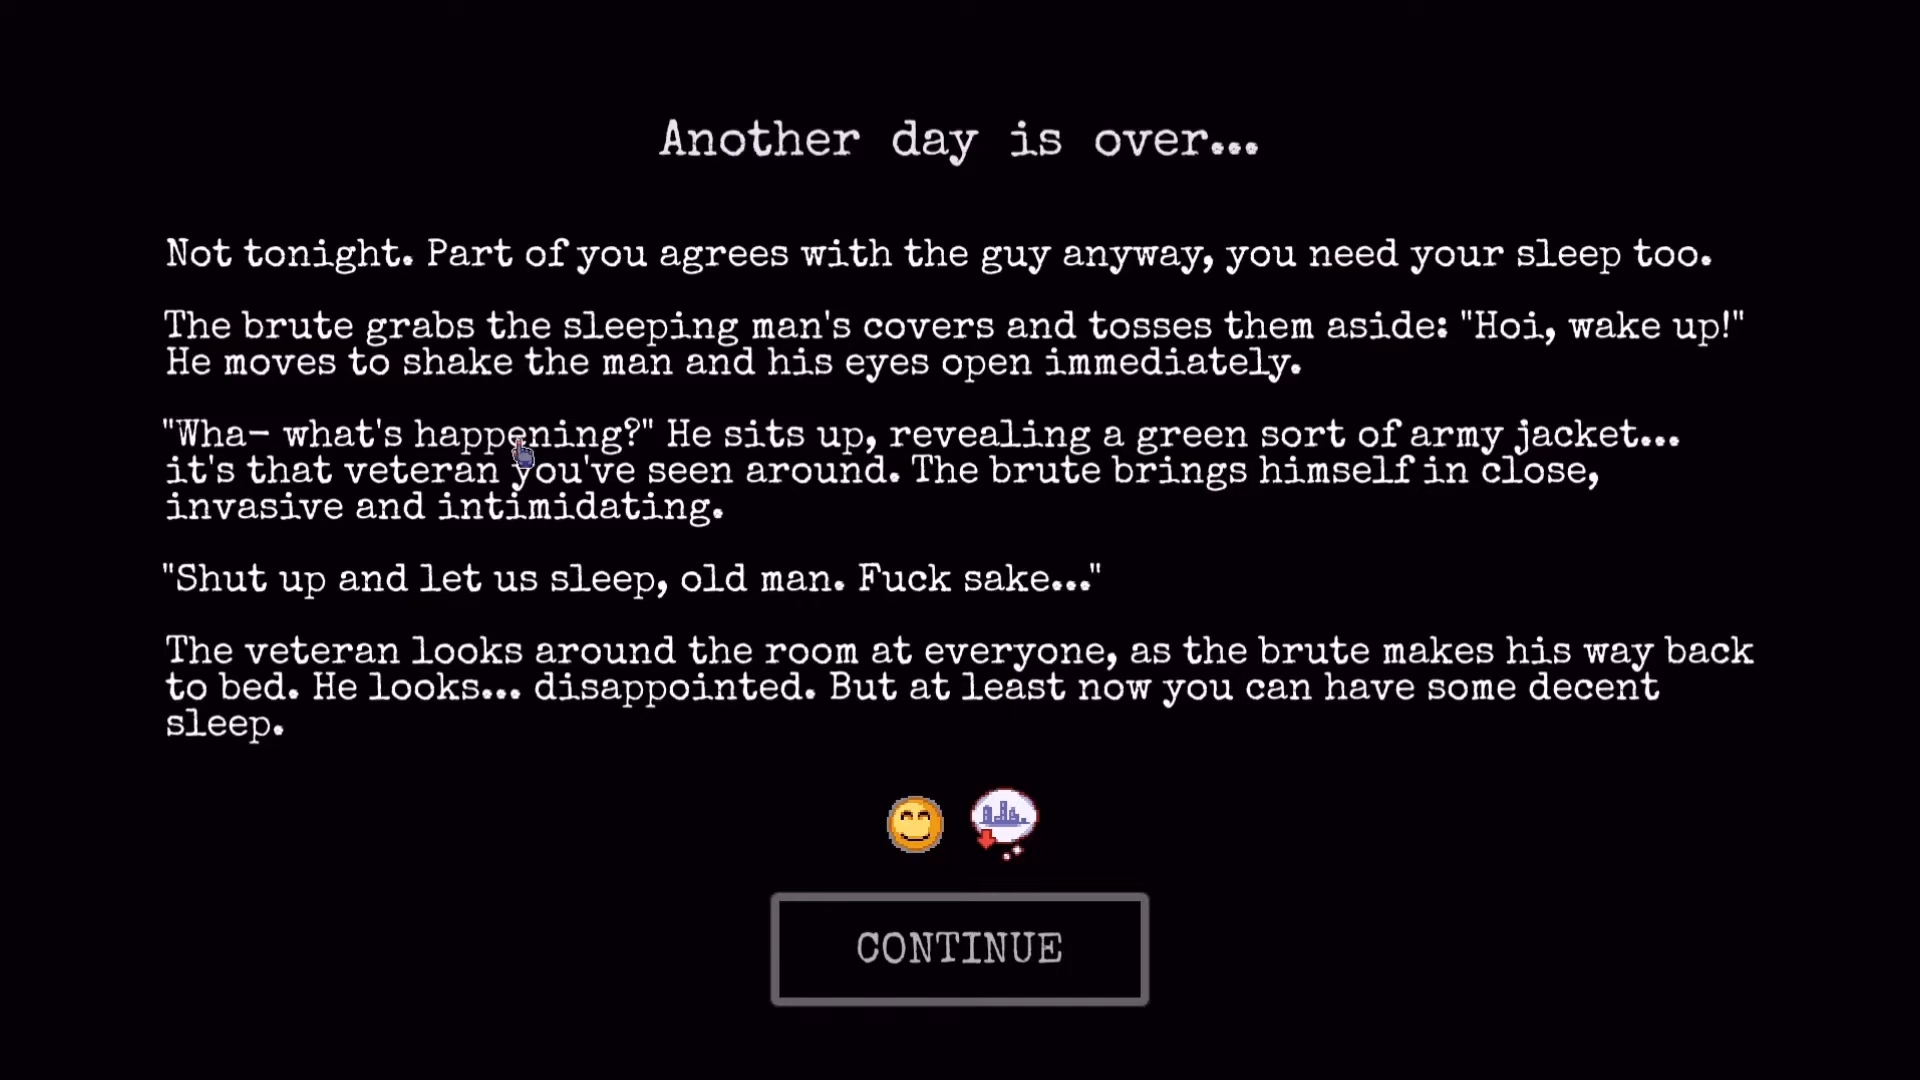 Another day is over...
Not tonight. Part of you agrees with the guy anyway, you need your sleep too.
The brute grabs the sleeping man's covers and tosses them aside: "Hoi, wake up!"
He moves to shake the man and his eyes open immediately.
"Wha- what's happening?" He sits up, revealing a green sort of army jacket...
it's that veteran you've seen around. The brute brings himself in close,
invasive and intimidating.
"Shut up and let us sleep, old man. Fuck sake..."
The veteran looks around the room at everyone, as the brute makes his way back
to bed. He looks... disappointed. But at least now you can have some decent
sleep.
CONTINUE